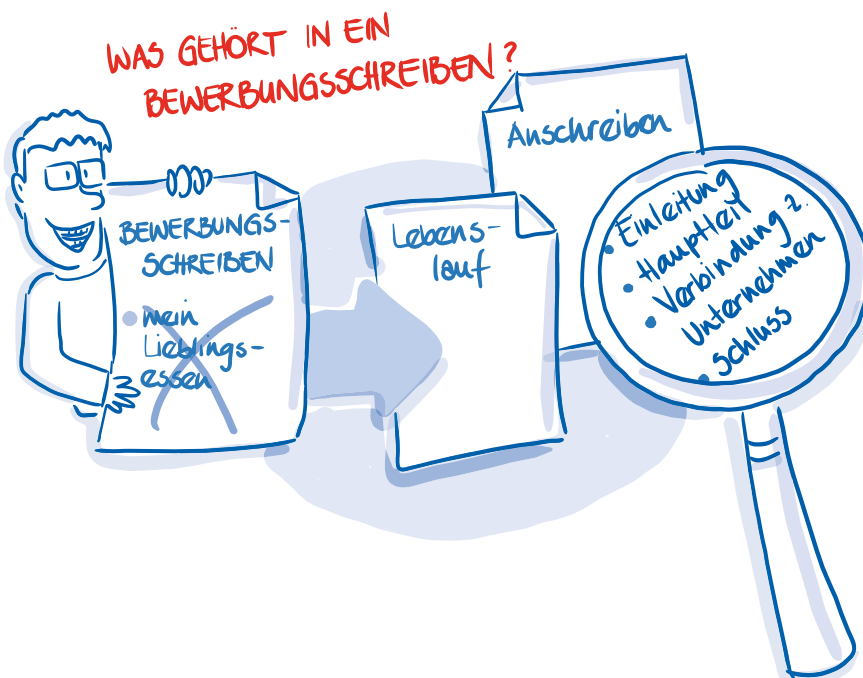 WAS GEHÖRT IN EIN
BEWERBUNGSSCHREIBEN?
BEWERBUNGS-
SCHREIBEN
• mein
Lieblings-
essen
Lebens-
lauf
Anschreiben
• Einleitung
• Hauptteil
• Verbindung z.
Unternehmen
• Schluss